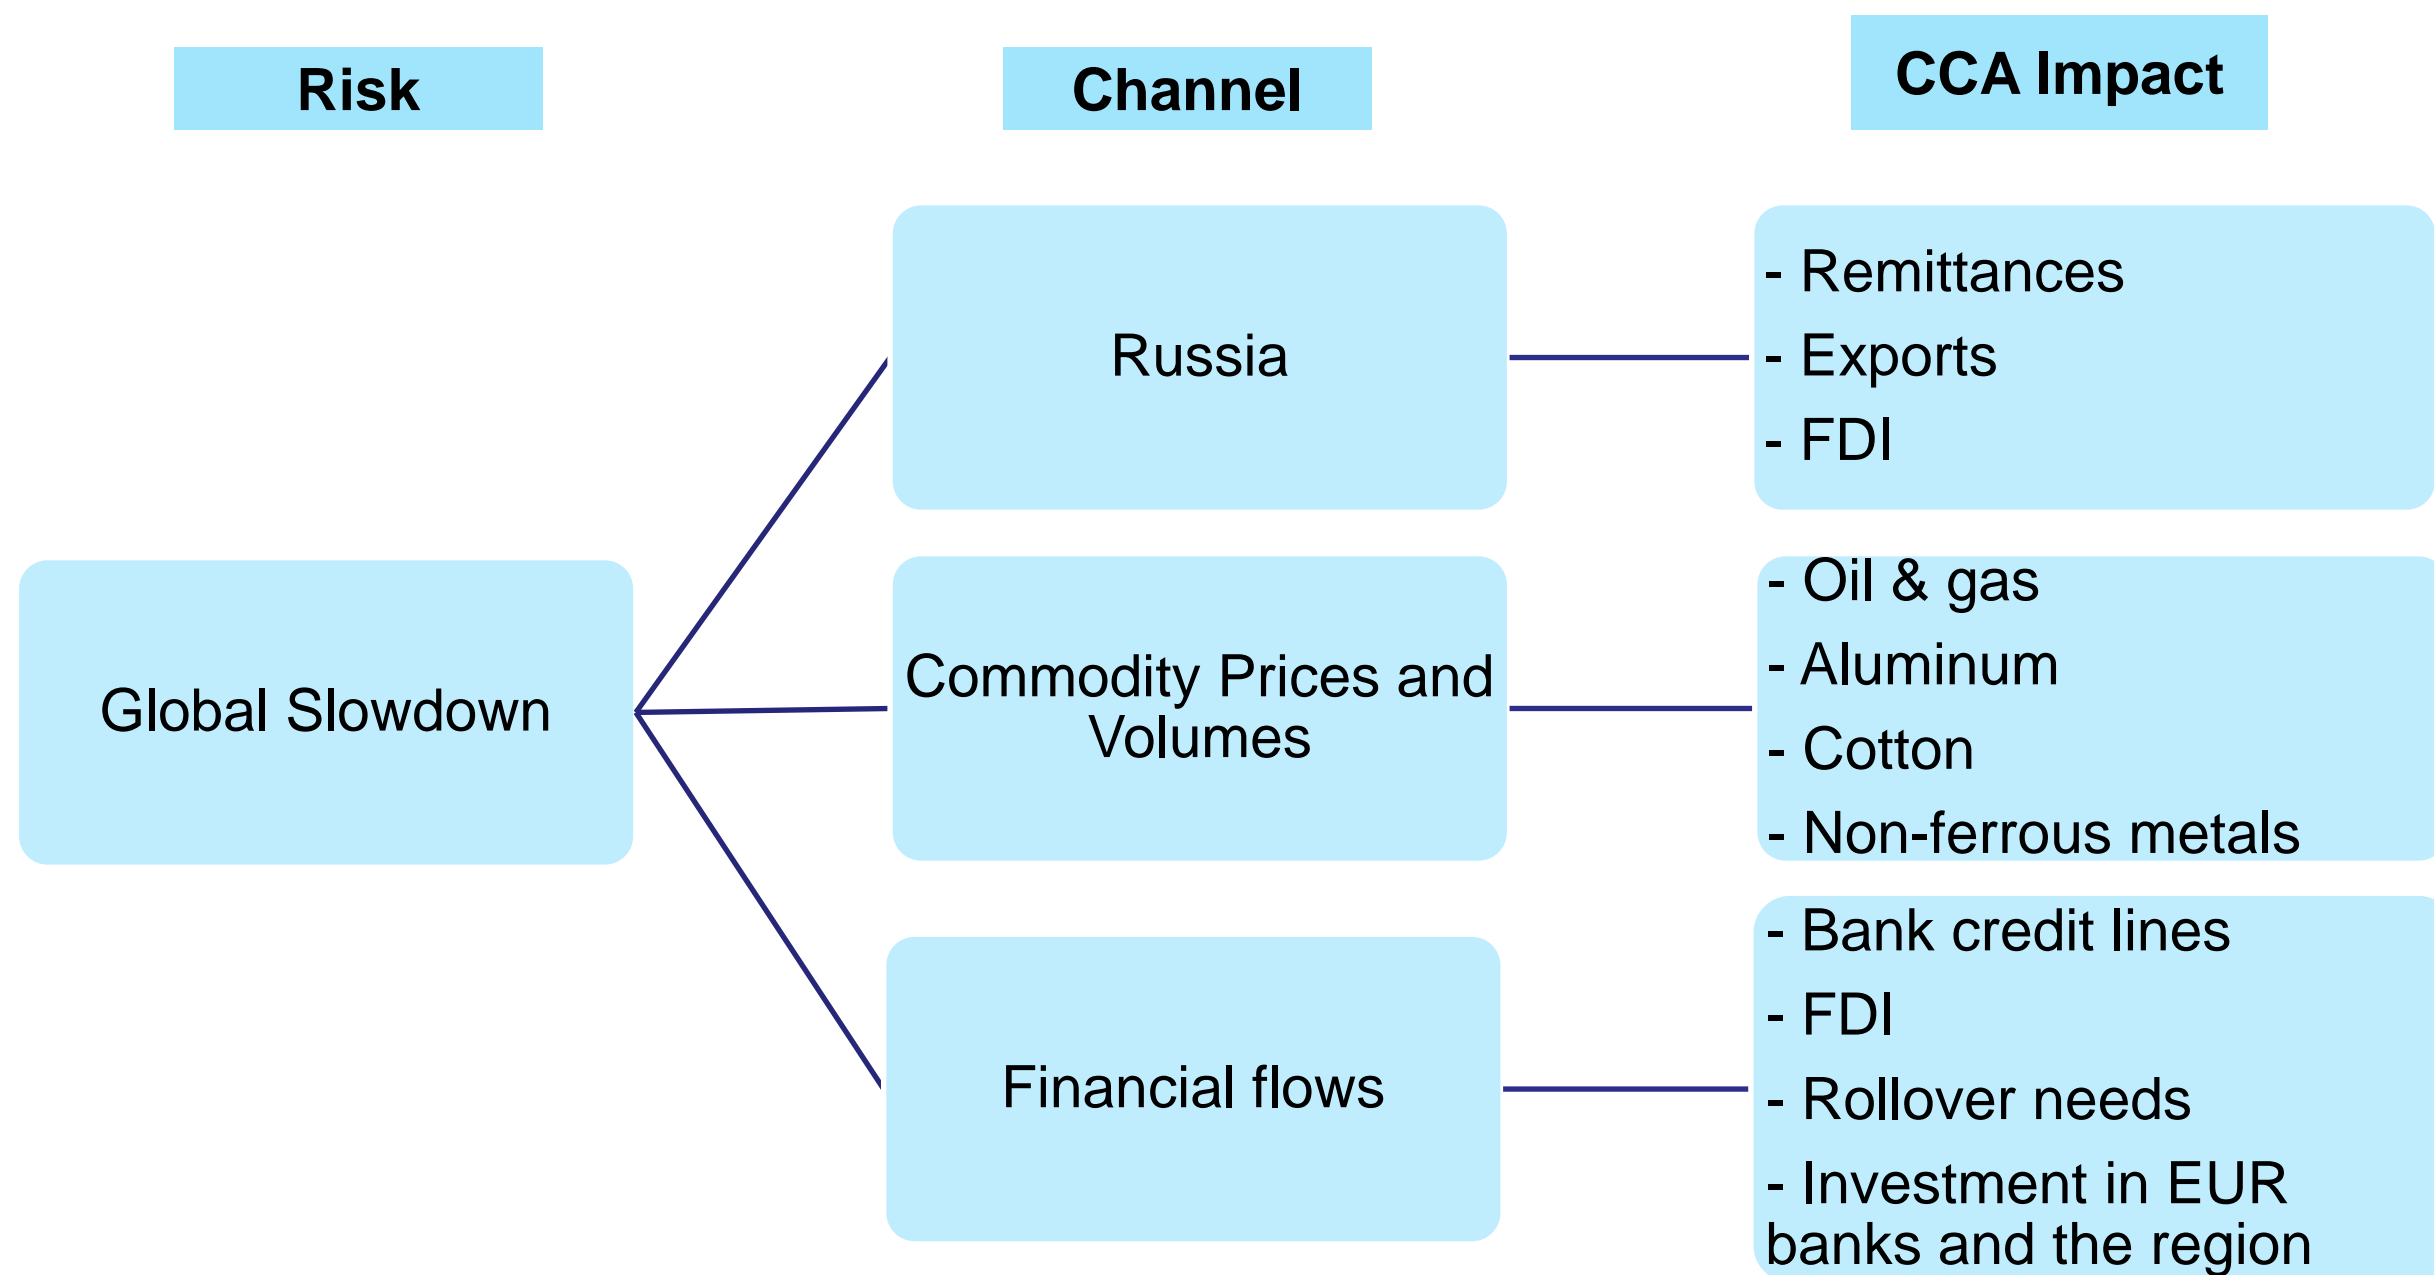 Risk
Channel
CCA Impact
Global Slowdown
Russia
- Remittances
- Exports
- FDI
Commodity Prices and
Volumes
- Oil & gas
- Aluminum
- Cotton
- Non-ferrous metals
Financial flows
- Bank credit lines
- FDI
- Rollover needs
- Investment in EUR
banks and the region